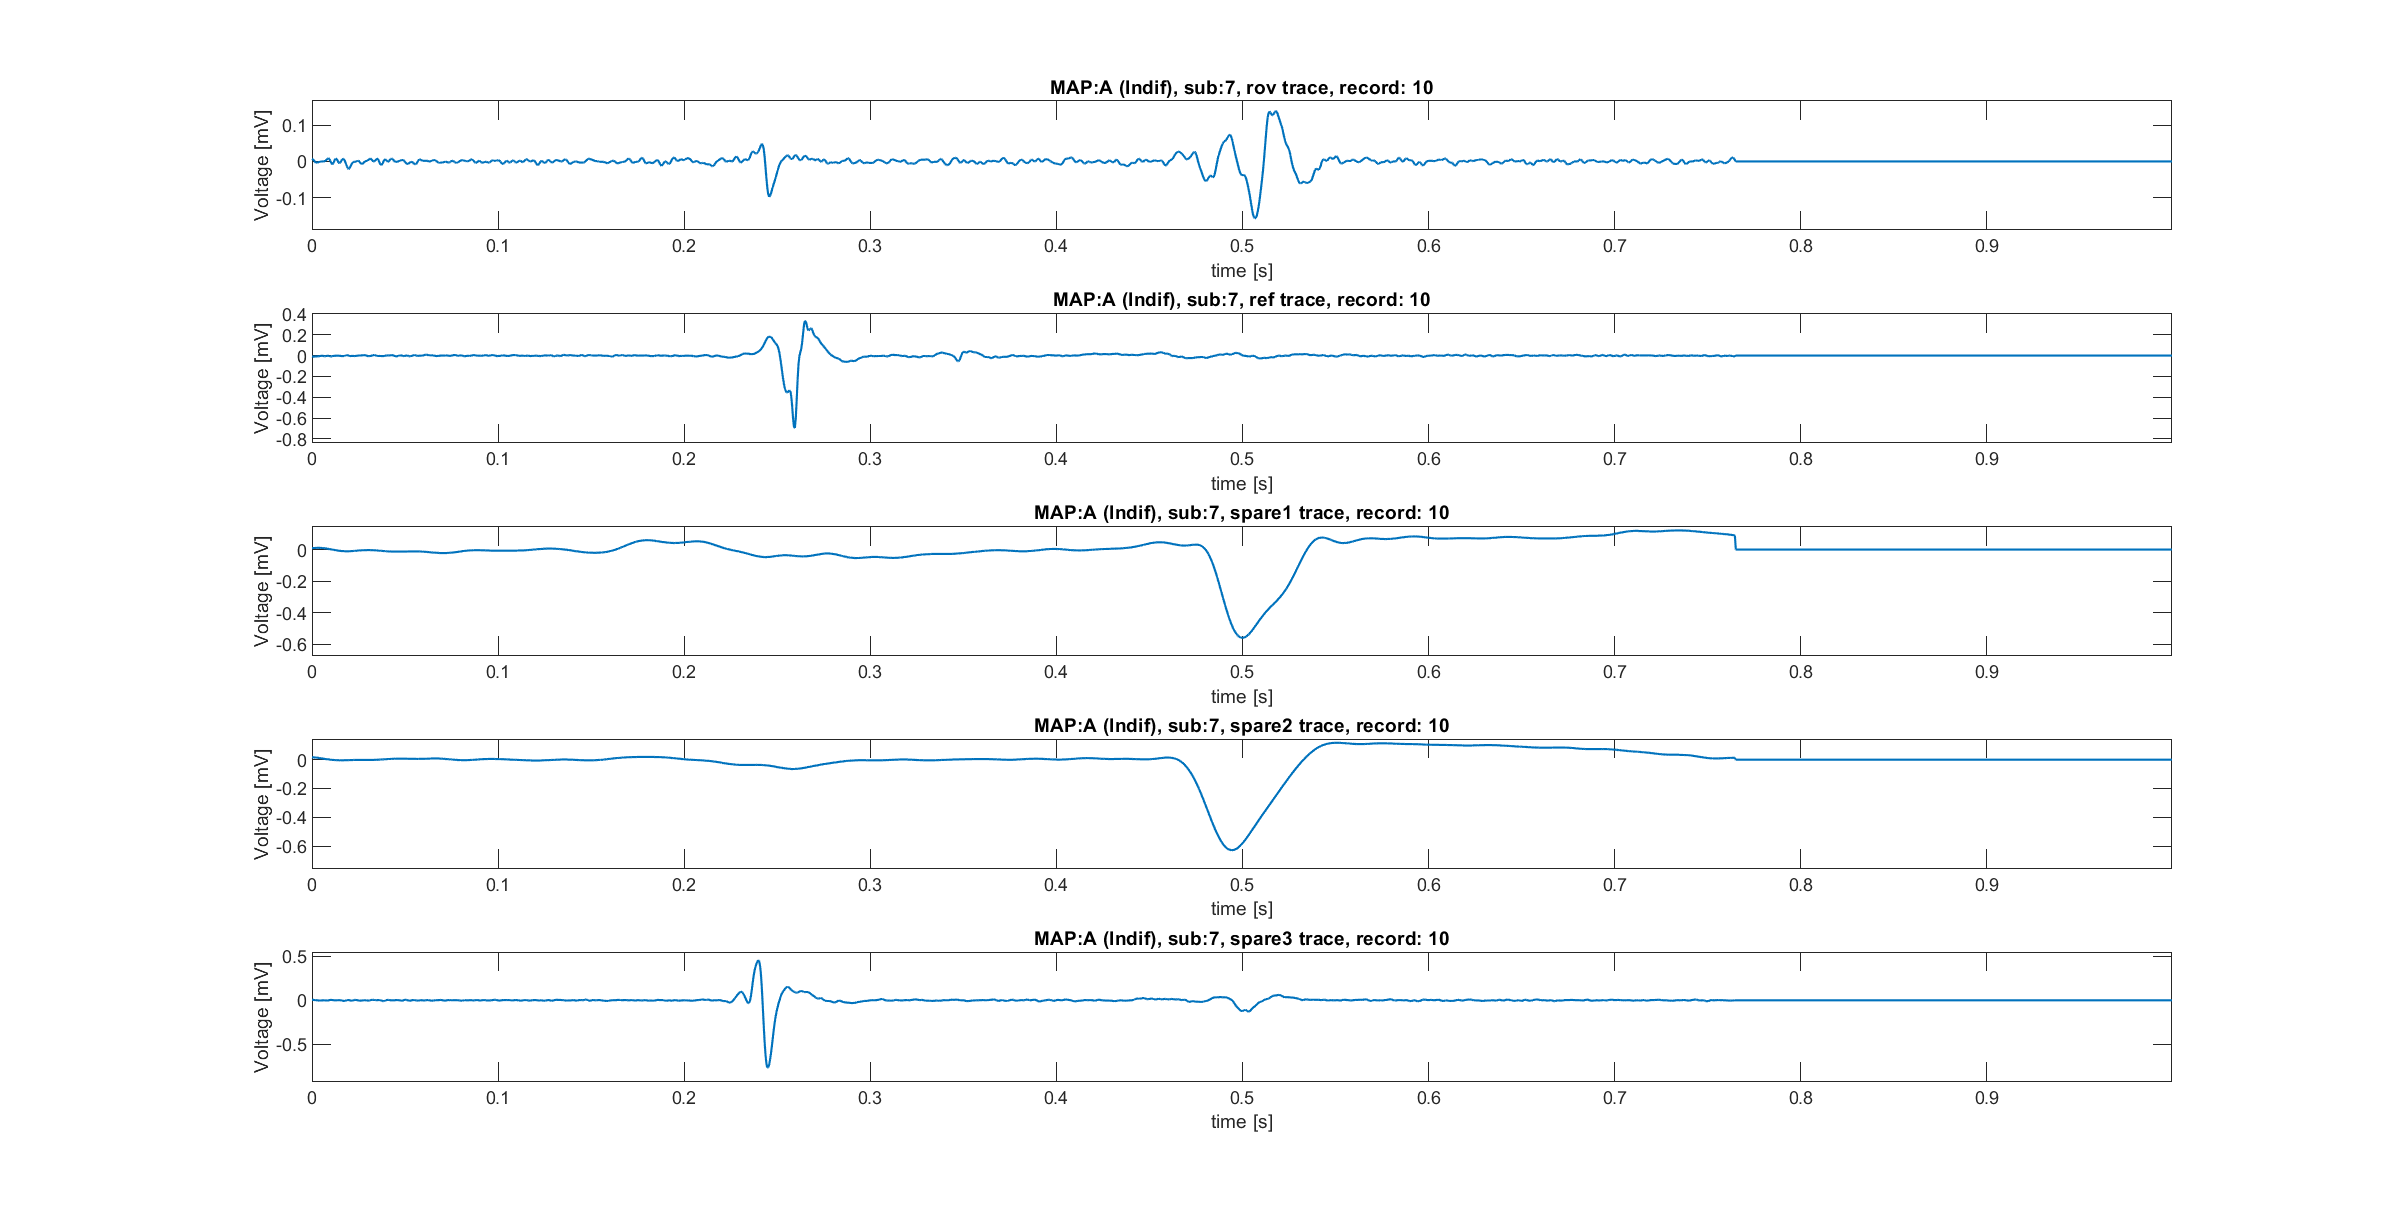 MAP:A (Indif), sub:7, rov trace, record: 10
Voltage [mV]
0.1
0
-0.1
0 0.1 0.2 0.3 0.4 0.5 0.6 0.7 0.8 0.9
time [s]
MAP:A (Indif), sub:7, ref trace, record: 10
Voltage [mV]
0.4
0.2
0
-0.2
-0.4
-0.6
-0.8
0 0.1 0.2 0.3 0.4 0.5 0.6 0.7 0.8 0.9
time [s]
MAP:A (Indif), sub:7, spare1 trace, record: 10
Voltage [mV]
0
-0.2
-0.4
-0.6
0 0.1 0.2 0.3 0.4 0.5 0.6 0.7 0.8 0.9
time [s]
MAP:A (Indif), sub:7, spare2 trace, record: 10
Voltage [mV]
0
-0.2
-0.4
-0.6
0 0.1 0.2 0.3 0.4 0.5 0.6 0.7 0.8 0.9
time [s]
MAP:A (Indif), sub:7, spare3 trace, record: 10
Voltage [mV]
0.5
0
-0.5
0 0.1 0.2 0.3 0.4 0.5 0.6 0.7 0.8 0.9
time [s]